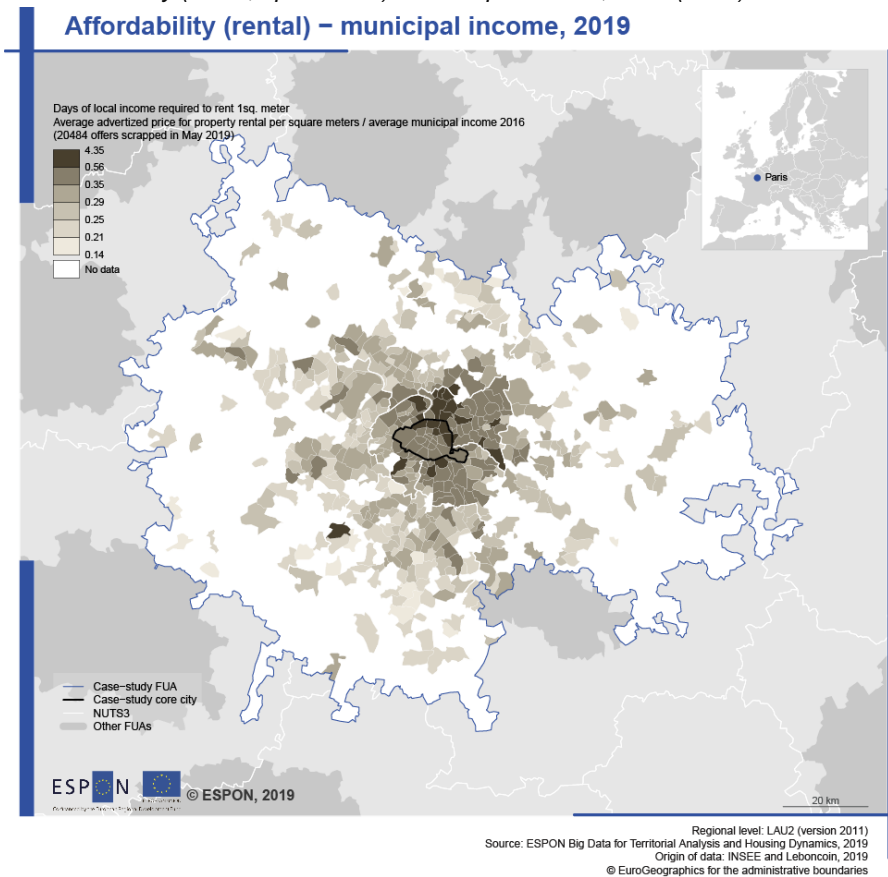 Affordability (rental) − municipal income, 2019
Days of local income required to rent 1sq. meter
Average advertized price for property rental per square meters / average municipal income 2016
(20484 offers scrapped in May 2019)
4.35
0.56
0.35
0.29
0.25
0.21
0.14
No data
Paris
Case−study FUA
Case−study core city
NUTS3
Other FUAs
ESPON
© ESPON, 2019
20 km
Regional level: LAU2 (version 2011)
Source: ESPON Big Data for Territorial Analysis and Housing Dynamics, 2019
Origin of data: INSEE and Leboncoin, 2019
© EuroGeographics for the administrative boundaries